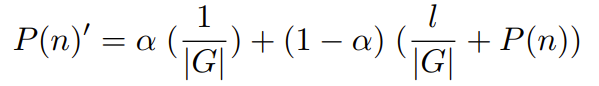 P(n)′ = α (1/|G|) + (1 − α) (l/|G| + P(n))